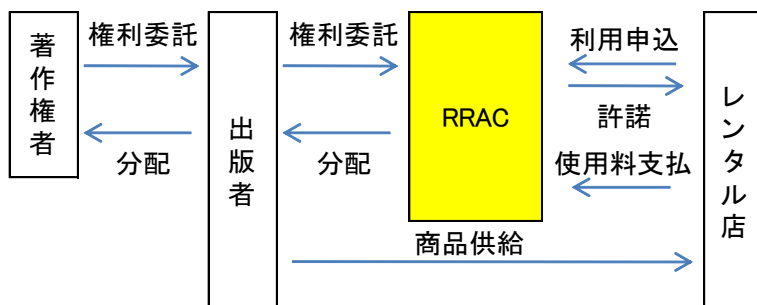 著作権者
権利委託
分配
出版者
権利委託
分配
RRAC
利用申込
許諾
使用料支払
商品供給
レンタル店